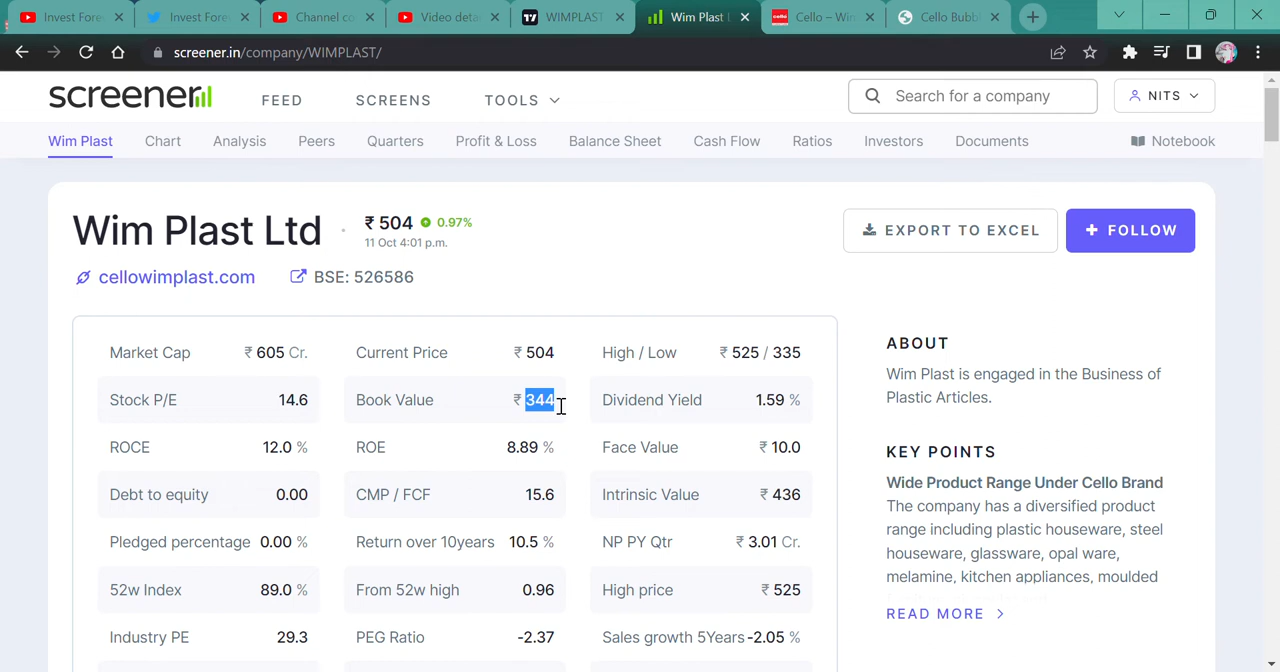 Invest Fore
Invest Fore
Channel co
Video deta
WIMPLAST
Wim Plast L
Cello – Win
Cello Bubb
screener.in/company/WIMPLAST/
screener
FEED
SCREENS
TOOLS
Search for a company
NITS
Wim Plast
Chart
Analysis
Peers
Quarters
Profit & Loss
Balance Sheet
Cash Flow
Ratios
Investors
Documents
Notebook
Wim Plast Ltd
₹ 504 0.97%
11 Oct 4:01 p.m.
EXPORT TO EXCEL
+ FOLLOW
cellowimplast.com
BSE: 526586
Market Cap ₹ 605 Cr.
Current Price ₹ 504
High / Low ₹ 525 / 335
Stock P/E 14.6
Book Value ₹ 344
Dividend Yield 1.59 %
ROCE 12.0 %
ROE 8.89 %
Face Value ₹ 10.0
Debt to equity 0.00
CMP / FCF 15.6
Intrinsic Value ₹ 436
Pledged percentage 0.00 %
Return over 10years 10.5 %
NP PY Qtr ₹ 3.01 Cr.
52w Index 89.0 %
From 52w high 0.96
High price ₹ 525
Industry PE 29.3
PEG Ratio -2.37
Sales growth 5Years -2.05 %
ABOUT
Wim Plast is engaged in the Business of
Plastic Articles.
KEY POINTS
Wide Product Range Under Cello Brand
The company has a diversified product
range including plastic houseware, steel
houseware, glassware, opal ware,
melamine, kitchen appliances, moulded
READ MORE